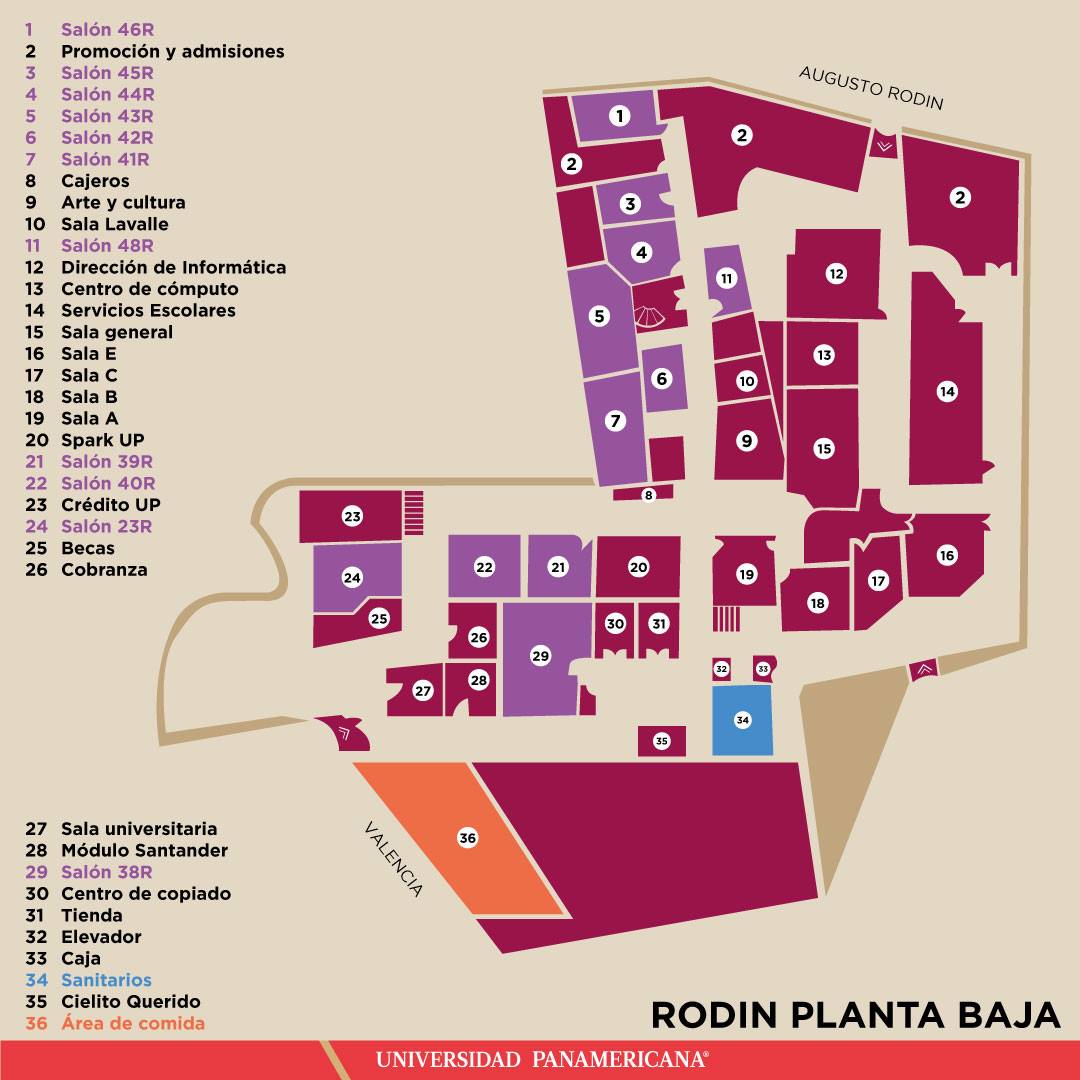 1 Salón 46R
2 Promoción y admisiones
3 Salón 45R
4 Salón 44R
5 Salón 43R
6 Salón 42R
7 Salón 41R
8 Cajeros
9 Arte y cultura
10 Sala Lavalle
11 Salón 48R
12 Dirección de Informática
13 Centro de cómputo
14 Servicios Escolares
15 Sala general
16 Sala E
17 Sala C
18 Sala B
19 Sala A
20 Spark UP
21 Salón 39R
22 Salón 40R
23 Crédito UP
24 Salón 23R
25 Becas
26 Cobranza
27 Sala universitaria
28 Módulo Santander
29 Salón 38R
30 Centro de copiado
31 Tienda
32 Elevador
33 Caja
34 Sanitarios
35 Cielito Querido
36 Área de comida
AUGUSTO RODIN
1
2
2
2
3
4
11
12
5
13
6
10
14
7
9
15
8
23
16
22
21
20
19
24
17
18
25
30
31
26
29
32
33
28
27
34
35
36
VALENCIA
RODIN PLANTA BAJA
UNIVERSIDAD PANAMERICANA®